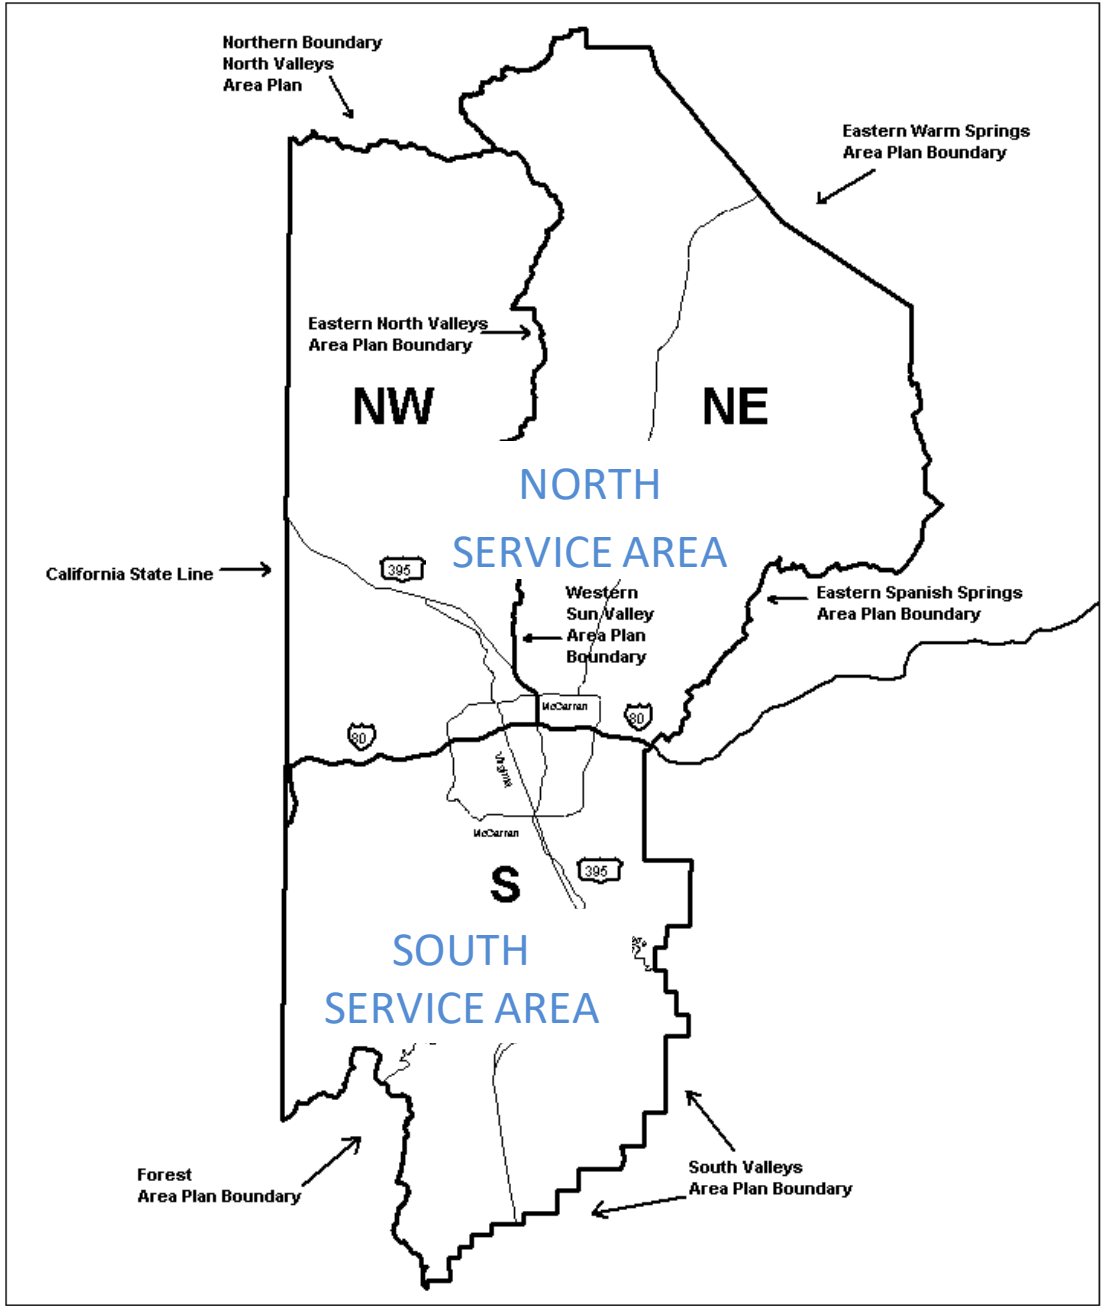 Northern Boundary
North Valleys
Area Plan
Eastern Warm Springs
Area Plan Boundary
Eastern North Valleys
Area Plan Boundary
NW
NE
NORTH
SERVICE AREA
395
California State Line
Western
Sun Valley
Area Plan
Boundary
Eastern Spanish Springs
Area Plan Boundary
McCarran
80
80
Virginia
McCarran
395
S
SOUTH
SERVICE AREA
Forest
Area Plan Boundary
South Valleys
Area Plan Boundary